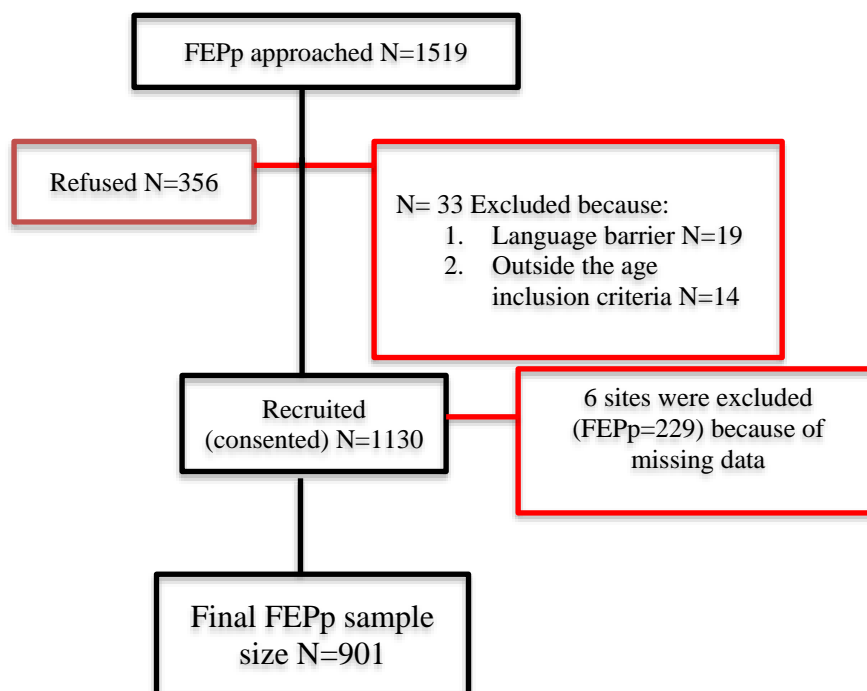 FEPp approached N=1519
Refused N=356
N= 33 Excluded because:
1. Language barrier N=19
2. Outside the age
inclusion criteria N=14
Recruited
(consented) N=1130
6 sites were excluded
(FEPp=229) because of
missing data
Final FEPp sample
size N=901